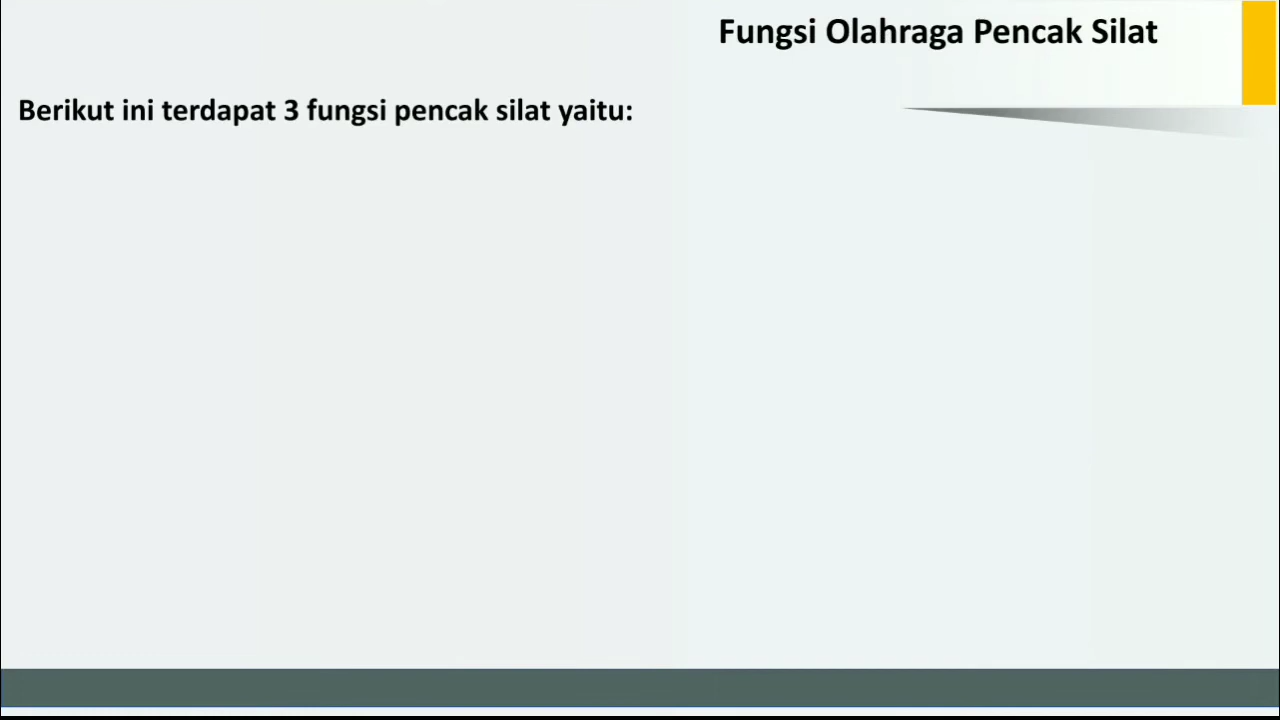 Fungsi Olahraga Pencak Silat
Berikut ini terdapat 3 fungsi pencak silat yaitu: